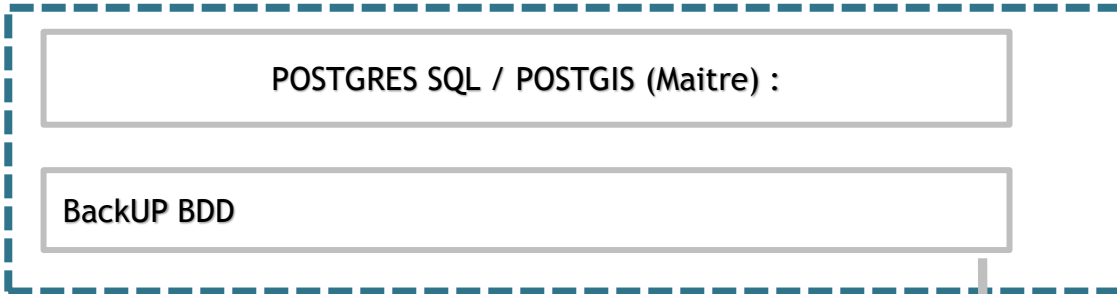 POSTGRES SQL / POSTGIS (Maitre) :
BackUP BDD